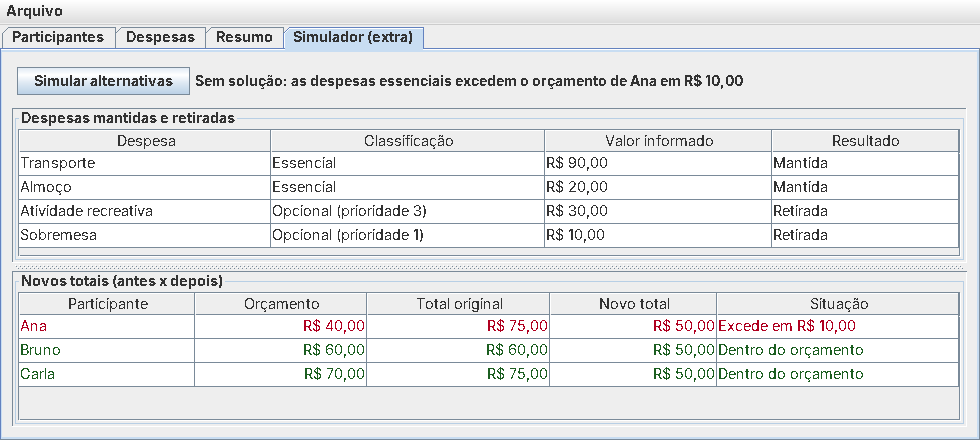 Arquivo
Participantes Despesas Resumo Simulador (extra)
Simular alternativas Sem solução: as despesas essenciais excedem o orçamento de Ana em R$ 10,00
Despesas mantidas e retiradas
Despesa Classificação Valor informado Resultado
Transporte Essencial R$ 90,00 Mantida
Almoço Essencial R$ 20,00 Mantida
Atividade recreativa Opcional (prioridade 3) R$ 30,00 Retirada
Sobremesa Opcional (prioridade 1) R$ 10,00 Retirada
Novos totais (antes x depois)
Participante Orçamento Total original Novo total Situação
Ana R$ 40,00 R$ 75,00 R$ 50,00 Excede em R$ 10,00
Bruno R$ 60,00 R$ 60,00 R$ 50,00 Dentro do orçamento
Carla R$ 70,00 R$ 75,00 R$ 50,00 Dentro do orçamento